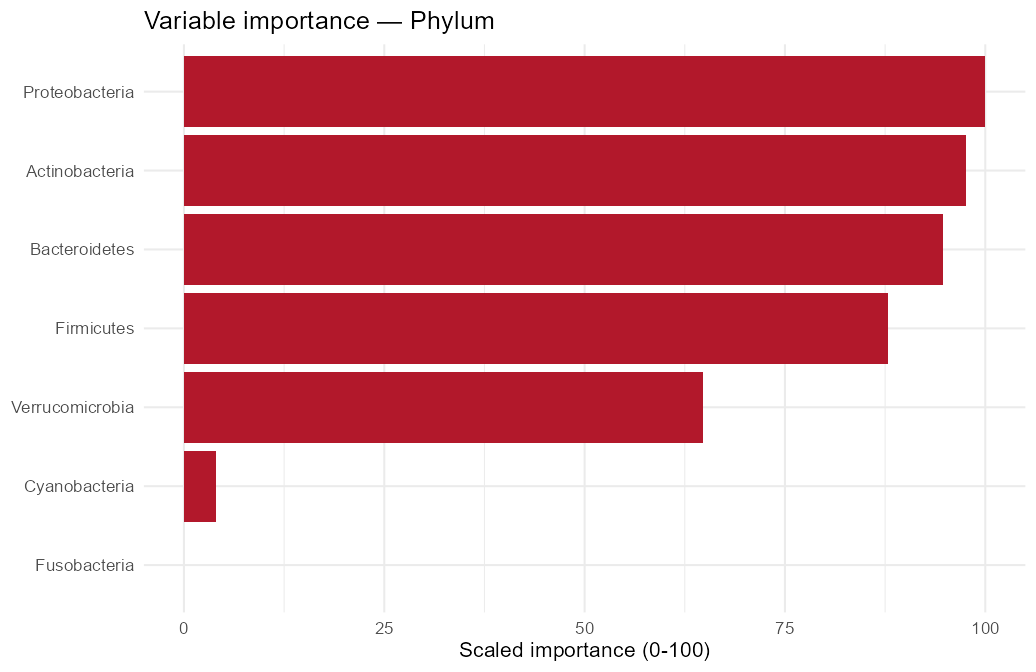 Variable importance — Phylum
Proteobacteria
Actinobacteria
Bacteroidetes
Firmicutes
Verrucomicrobia
Cyanobacteria
Fusobacteria
0 25 50 75 100
Scaled importance (0-100)